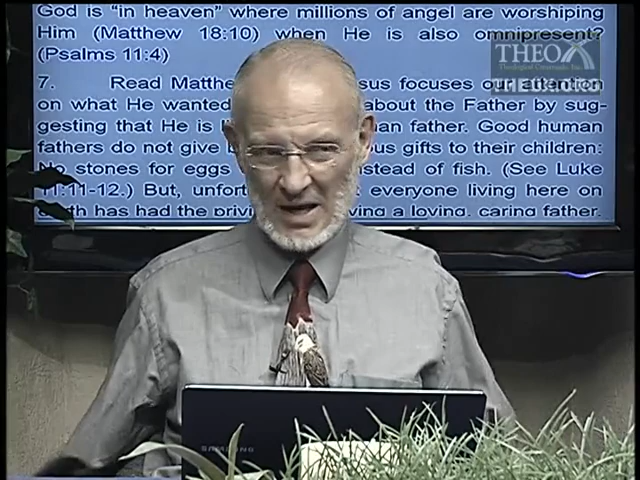 God is "in heaven" where millions of angel are worshiping
Him (Matthew 18:10) when He is also omnipresent?
(Psalms 11:4)
THEO
7. Read Matthe sus focuses our attention
on what He wanted about the Father by sug-
gesting that He is an father. Good human
fathers do not give us gifts to their children:
No stones for eggs nstead of fish. (See Luke
11:11-12.) But, unfort everyone living here on
earth has had the privi ving a loving, caring father.
SAMSUNG